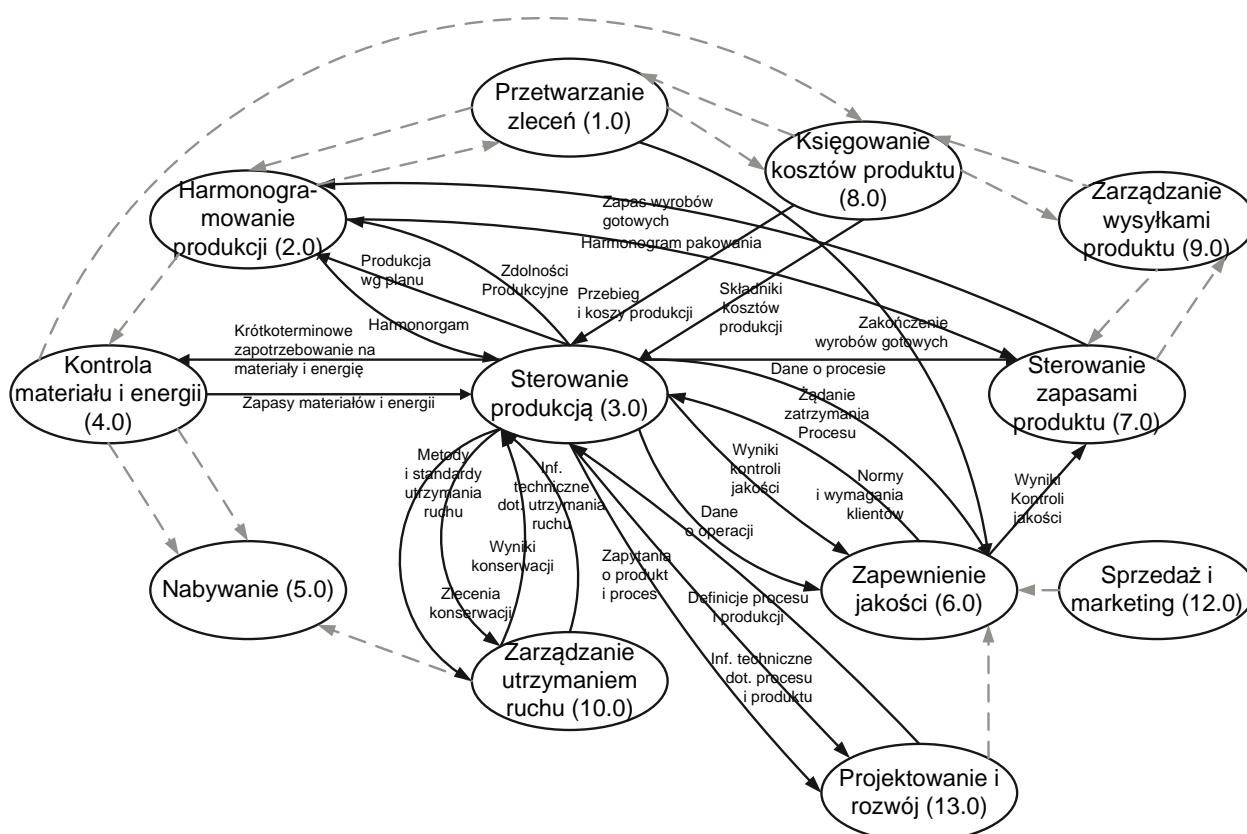 Przetwarzanie
zleceń (1.0)
Księgowanie
kosztów produktu
(8.0)
Harmonogra-
mowanie
produkcji (2.0)
Zarządzanie
wysyłkami
produktu (9.0)
Zapas wyrobów
gotowych
Harmonogram pakowania
Produkcja
wg planu
Zdolności
Produkcyjne
Przebieg
i koszy produkcji
Składniki
kosztów
produkcji
Harmonorgam
Zakończenie
wyrobów gotowych
Krótkoterminowe
zapotrzebowanie na
materiały i energię
Kontrola
materiału i energii
(4.0)
Zapasy materiałów i energii
Sterowanie
produkcją (3.0)
Dane o procesie
Żądanie
zatrzymania
Procesu
Sterowanie
zapasami
produktu (7.0)
Metody
i standardy
utrzymania
ruchu
Inf.
techniczne
dot. utrzymania
ruchu
Wyniki
kontroli
jakości
Normy
i wymagania
klientów
Wyniki
Kontroli
jakości
Dane
o operacji
Wyniki
konserwacji
Zapytania
o produkt
i proces
Nabywanie (5.0)
Zlecenia
konserwacji
Definicje procesu
i produkcji
Zapewnienie
jakości (6.0)
Sprzedaż i
marketing (12.0)
Zarządzanie
utrzymaniem
ruchu (10.0)
Inf. techniczne
dot. procesu
i produktu
Projektowanie i
rozwój (13.0)